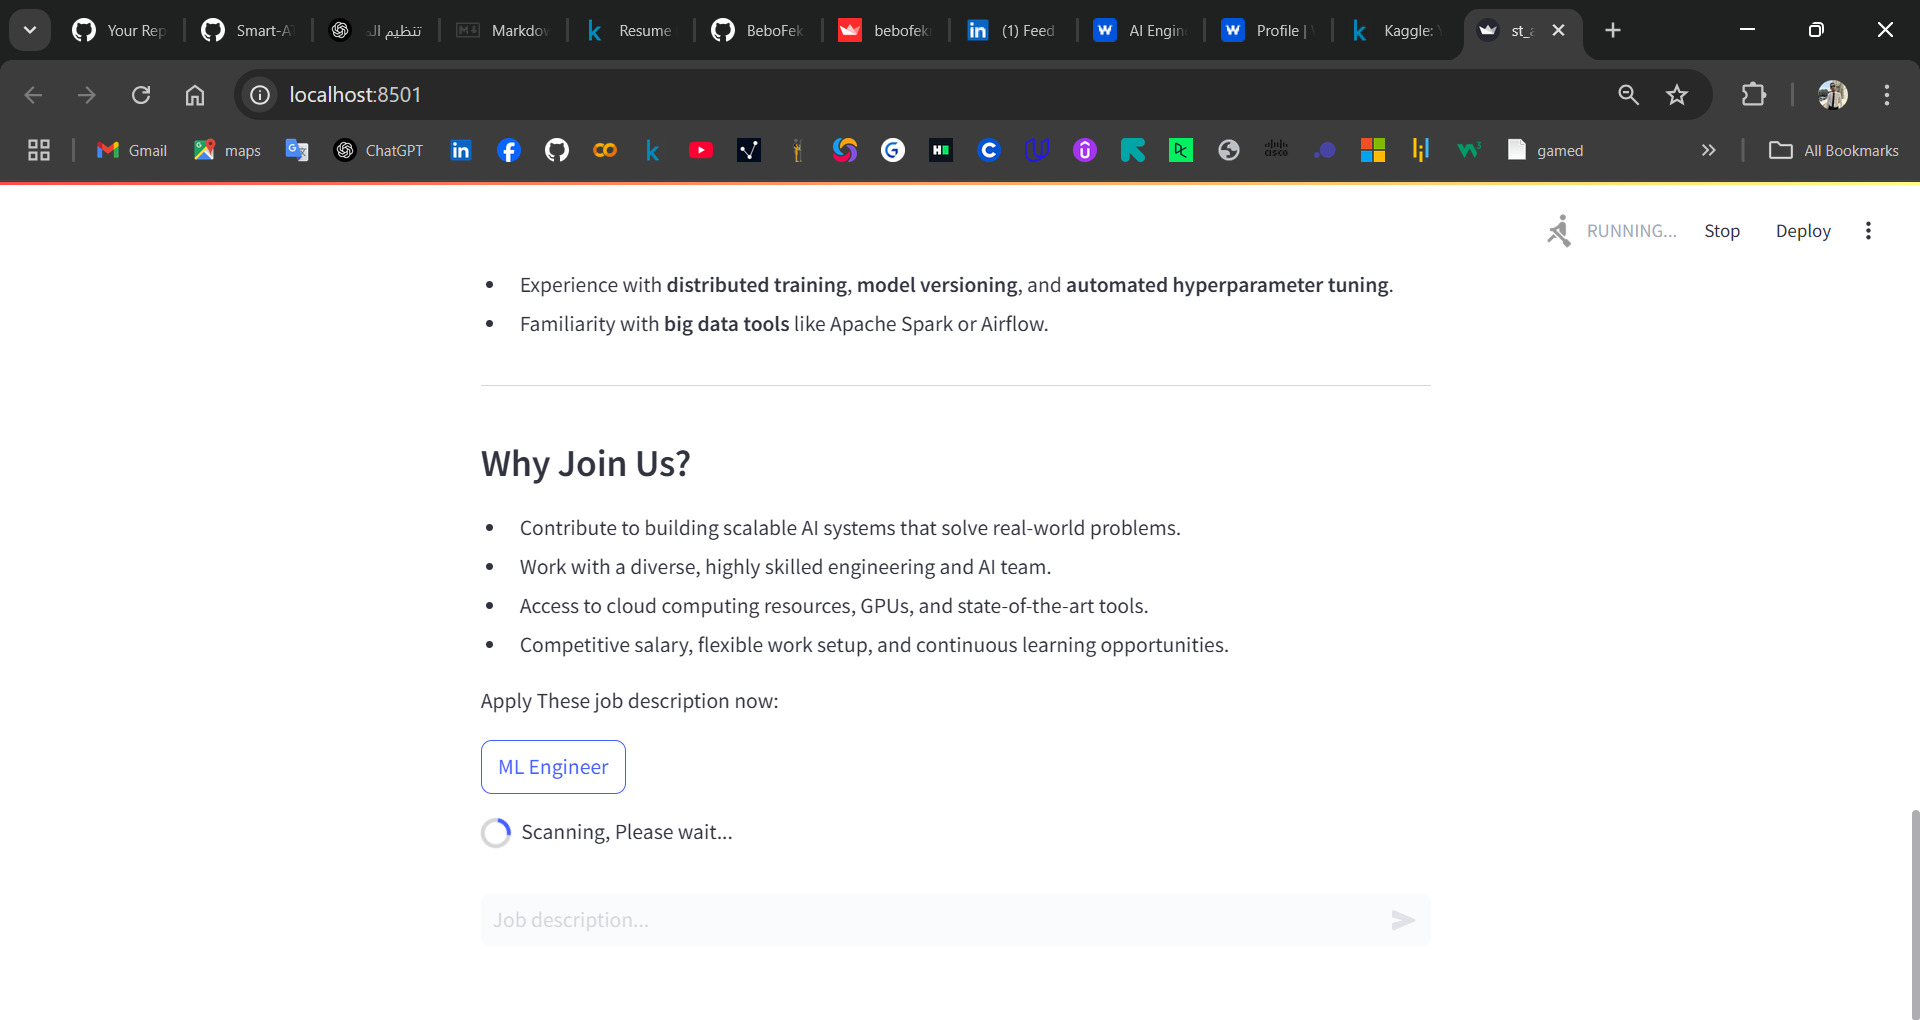 Your Rep
Smart-A
تنظيم الم
Markdow
Resume
BeboFek
bebofek
(1) Feed
AI Engin
Profile |
Kaggle:
st_
localhost:8501
Gmail
maps
ChatGPT
gamed
All Bookmarks
RUNNING...
Stop
Deploy
• Experience with distributed training, model versioning, and automated hyperparameter tuning.
• Familiarity with big data tools like Apache Spark or Airflow.
Why Join Us?
• Contribute to building scalable AI systems that solve real-world problems.
• Work with a diverse, highly skilled engineering and AI team.
• Access to cloud computing resources, GPUs, and state-of-the-art tools.
• Competitive salary, flexible work setup, and continuous learning opportunities.
Apply These job description now:
ML Engineer
Scanning, Please wait...
Job description...